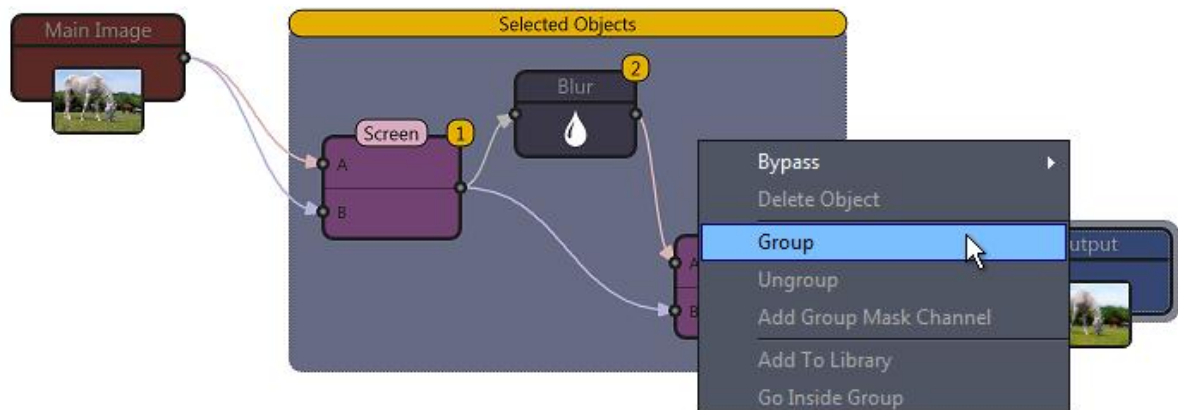 Main Image
Selected Objects
Blur
2
Screen
1
A
B
A
B
Bypass
Delete Object
Group
Ungroup
Add Group Mask Channel
Add To Library
Go Inside Group
utput